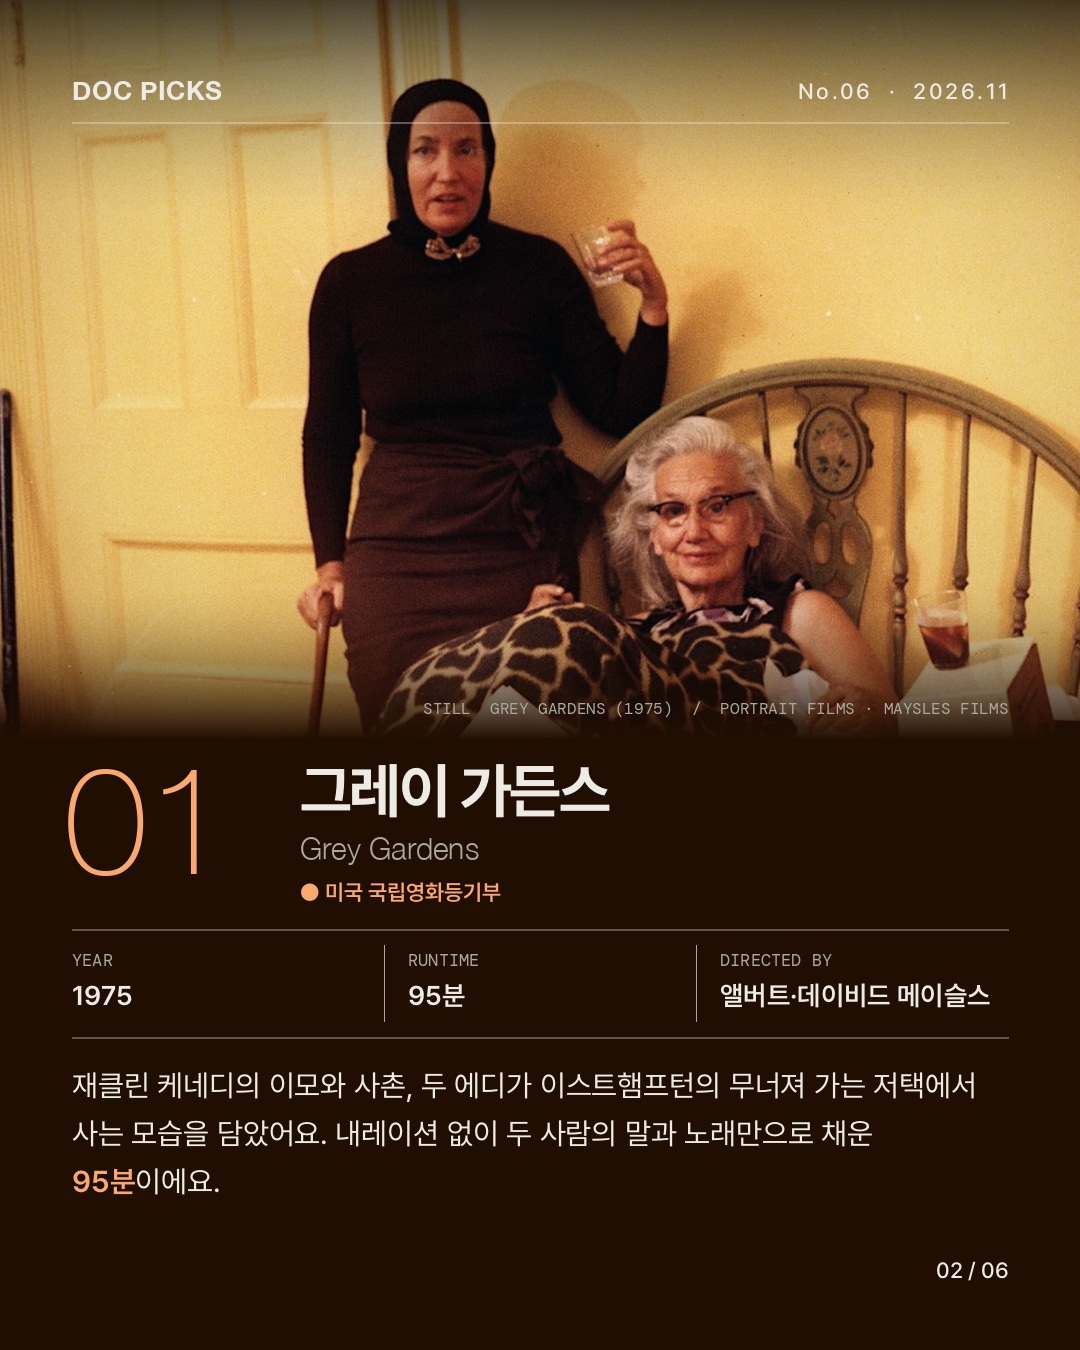 DOC PICKS
No.06 · 2026.11
STILL GREY GARDENS (1975) / PORTRAIT FILMS · MAYSLES FILMS
01
그레이 가든스
Grey Gardens
● 미국 국립영화등기부
YEAR
1975
RUNTIME
95분
DIRECTED BY
앨버트·데이비드 메이슬스
재클린 케네디의 이모와 사촌, 두 에디가 이스트햄프턴의 무너져 가는 저택에서
사는 모습을 담았어요. 내레이션 없이 두 사람의 말과 노래만으로 채운
95분이에요.
02 / 06